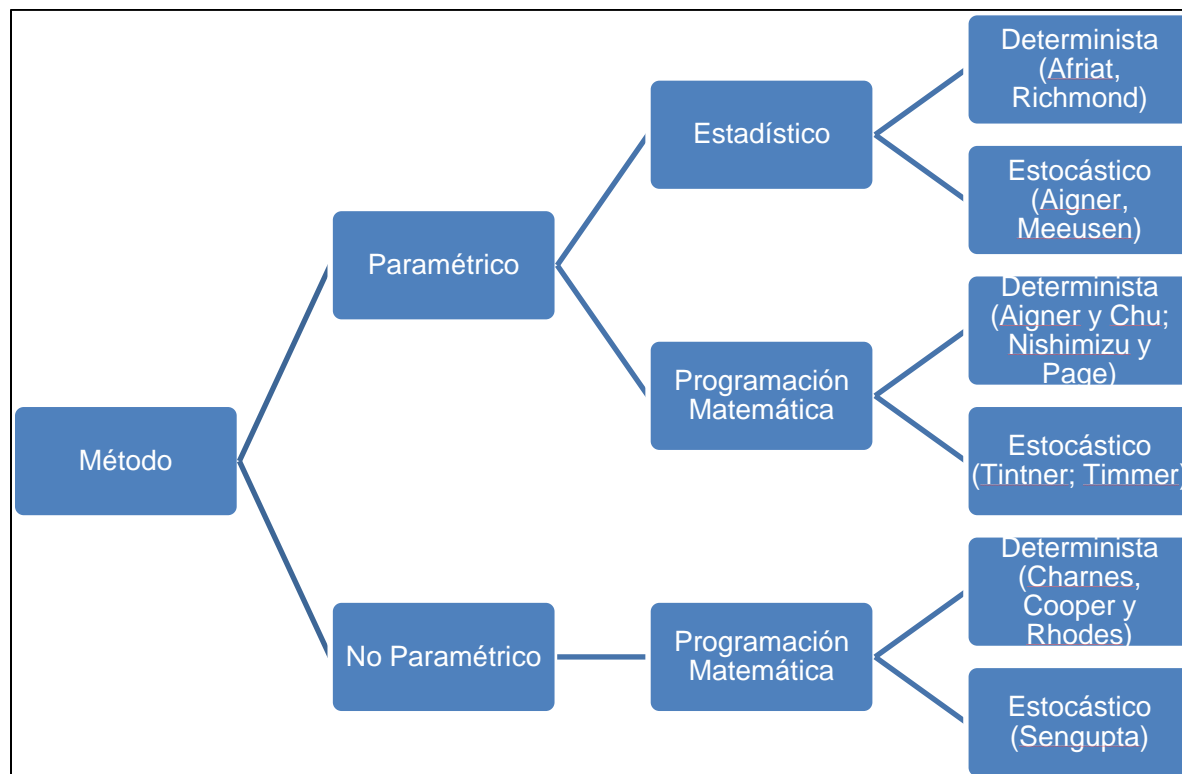 Método
Paramétrico
Estadístico
Determinista
(Afriat,
Richmond)
Estocástico
(Aigner,
Meeusen)
Programación
Matemática
Determinista
(Aigner y Chu;
Nishimizu y
Page)
Estocástico
(Tintner; Timmer)
No Paramétrico
Programación
Matemática
Determinista
(Charnes,
Cooper y
Rhodes)
Estocástico
(Sengupta)